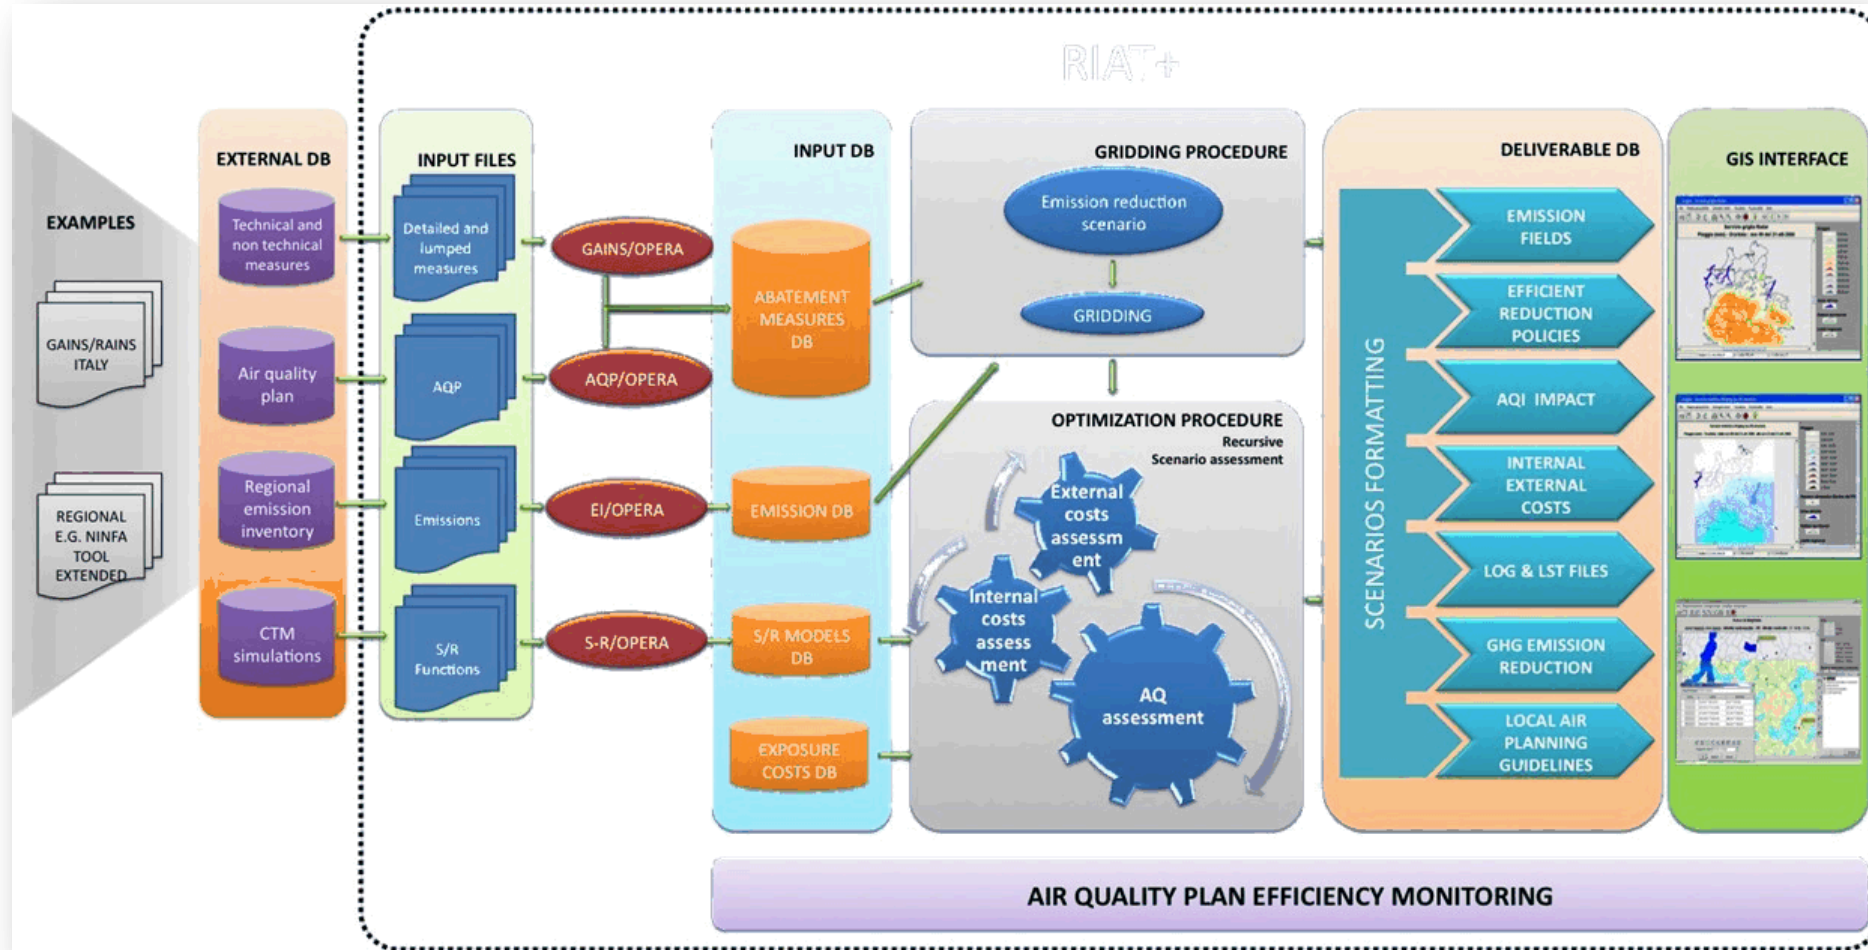 RIAT+
EXAMPLES
GAINS/RAINS
ITALY
REGIONAL
E.G. NINFA
TOOL
EXTENDED
EXTERNAL DB
Technical and
non technical
measures
Air quality
plan
Regional
emission
inventory
CTM
simulations
INPUT FILES
Detailed and
lumped
measures
AQP
Emissions
S/R
Functions
GAINS/OPERA
AQP/OPERA
EI/OPERA
S-R/OPERA
INPUT DB
ABATEMENT
MEASURES
DB
EMISSION DB
S/R MODELS
DB
EXPOSURE
COSTS DB
GRIDDING PROCEDURE
Emission reduction
scenario
GRIDDING
OPTIMIZATION PROCEDURE
Recursive
Scenario assessment
External
costs
assessm
ent
Internal
costs
assess
ment
AQ
assessment
DELIVERABLE DB
SCENARIOS FORMATTING
EMISSION
FIELDS
EFFICIENT
REDUCTION
POLICIES
AQI IMPACT
INTERNAL
EXTERNAL
COSTS
LOG & LST FILES
GHG EMISSION
REDUCTION
LOCAL AIR
PLANNING
GUIDELINES
GIS INTERFACE
AIR QUALITY PLAN EFFICIENCY MONITORING